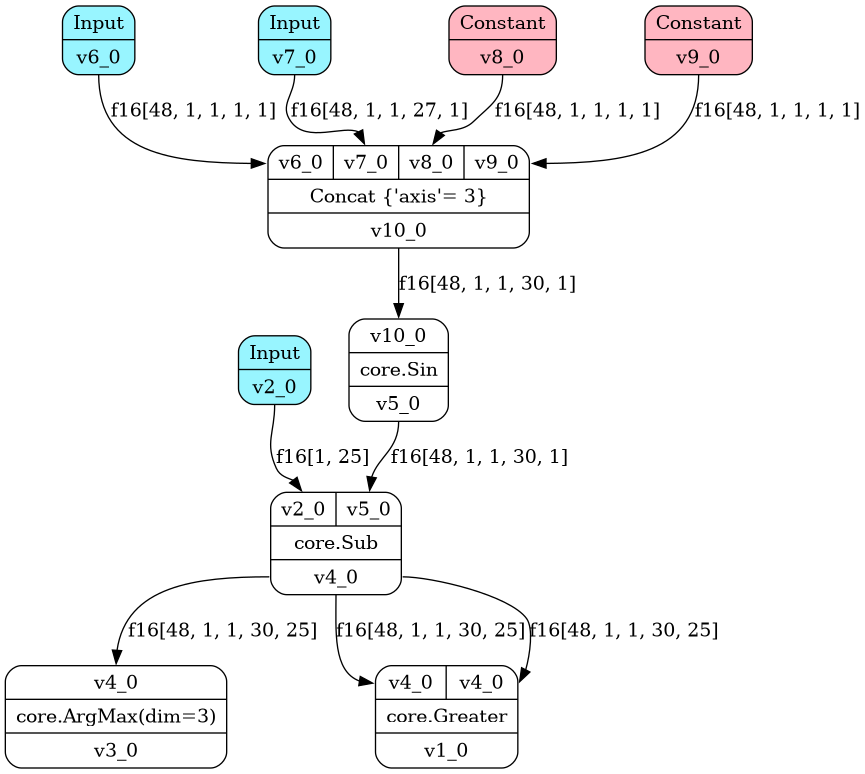 Input
v6_0
Input
v7_0
Constant
v8_0
Constant
v9_0
f16[48, 1, 1, 1, 1]
f16[48, 1, 1, 27, 1]
f16[48, 1, 1, 1, 1]
f16[48, 1, 1, 1, 1]
v6_0 v7_0 v8_0 v9_0
Concat {'axis'= 3}
v10_0
f16[48, 1, 1, 30, 1]
Input
v2_0
v10_0
core.Sin
v5_0
f16[1, 25]
f16[48, 1, 1, 30, 1]
v2_0 v5_0
core.Sub
v4_0
f16[48, 1, 1, 30, 25]
f16[48, 1, 1, 30, 25]
f16[48, 1, 1, 30, 25]
v4_0
core.ArgMax(dim=3)
v3_0
v4_0 v4_0
core.Greater
v1_0